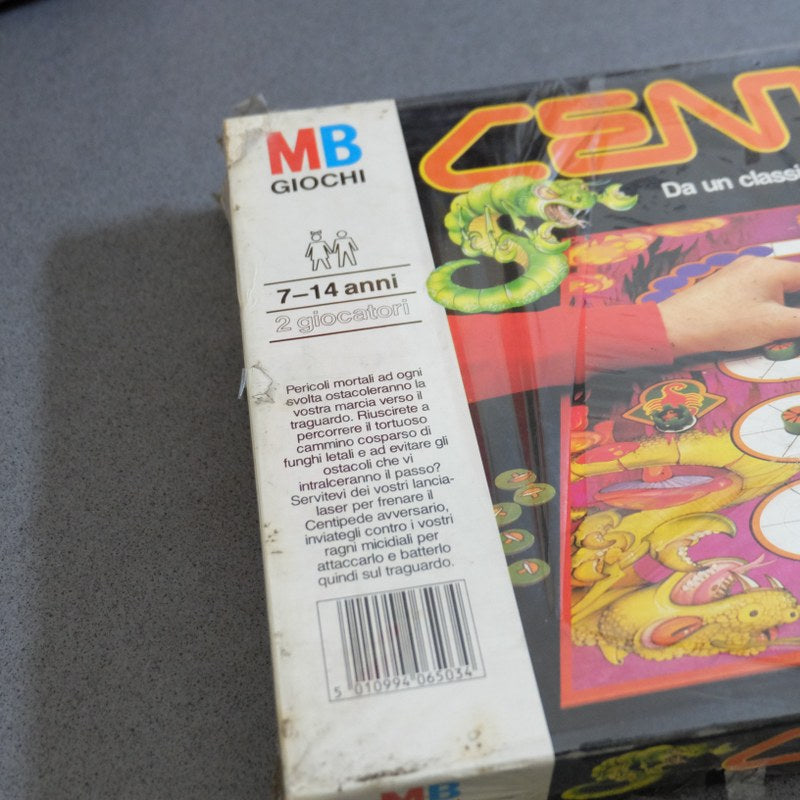 MB
GIOCHI
7–14 anni
2 giocatori
Pericoli mortali ad ogni
svolta ostacoleranno la
vostra marcia verso il
traguardo. Riuscirete a
percorrere il tortuoso
cammino cosparso di
funghi letali e ad evitare gli
ostacoli che vi
intralceranno il passo?
Servitevi dei vostri lancia-
laser per frenare il
Centipede avversario,
inviategli contro i vostri
ragni micidiali per
attaccarlo e batterlo
quindi sul traguardo.
5 010994 065034
MB
CENT
Da un classi